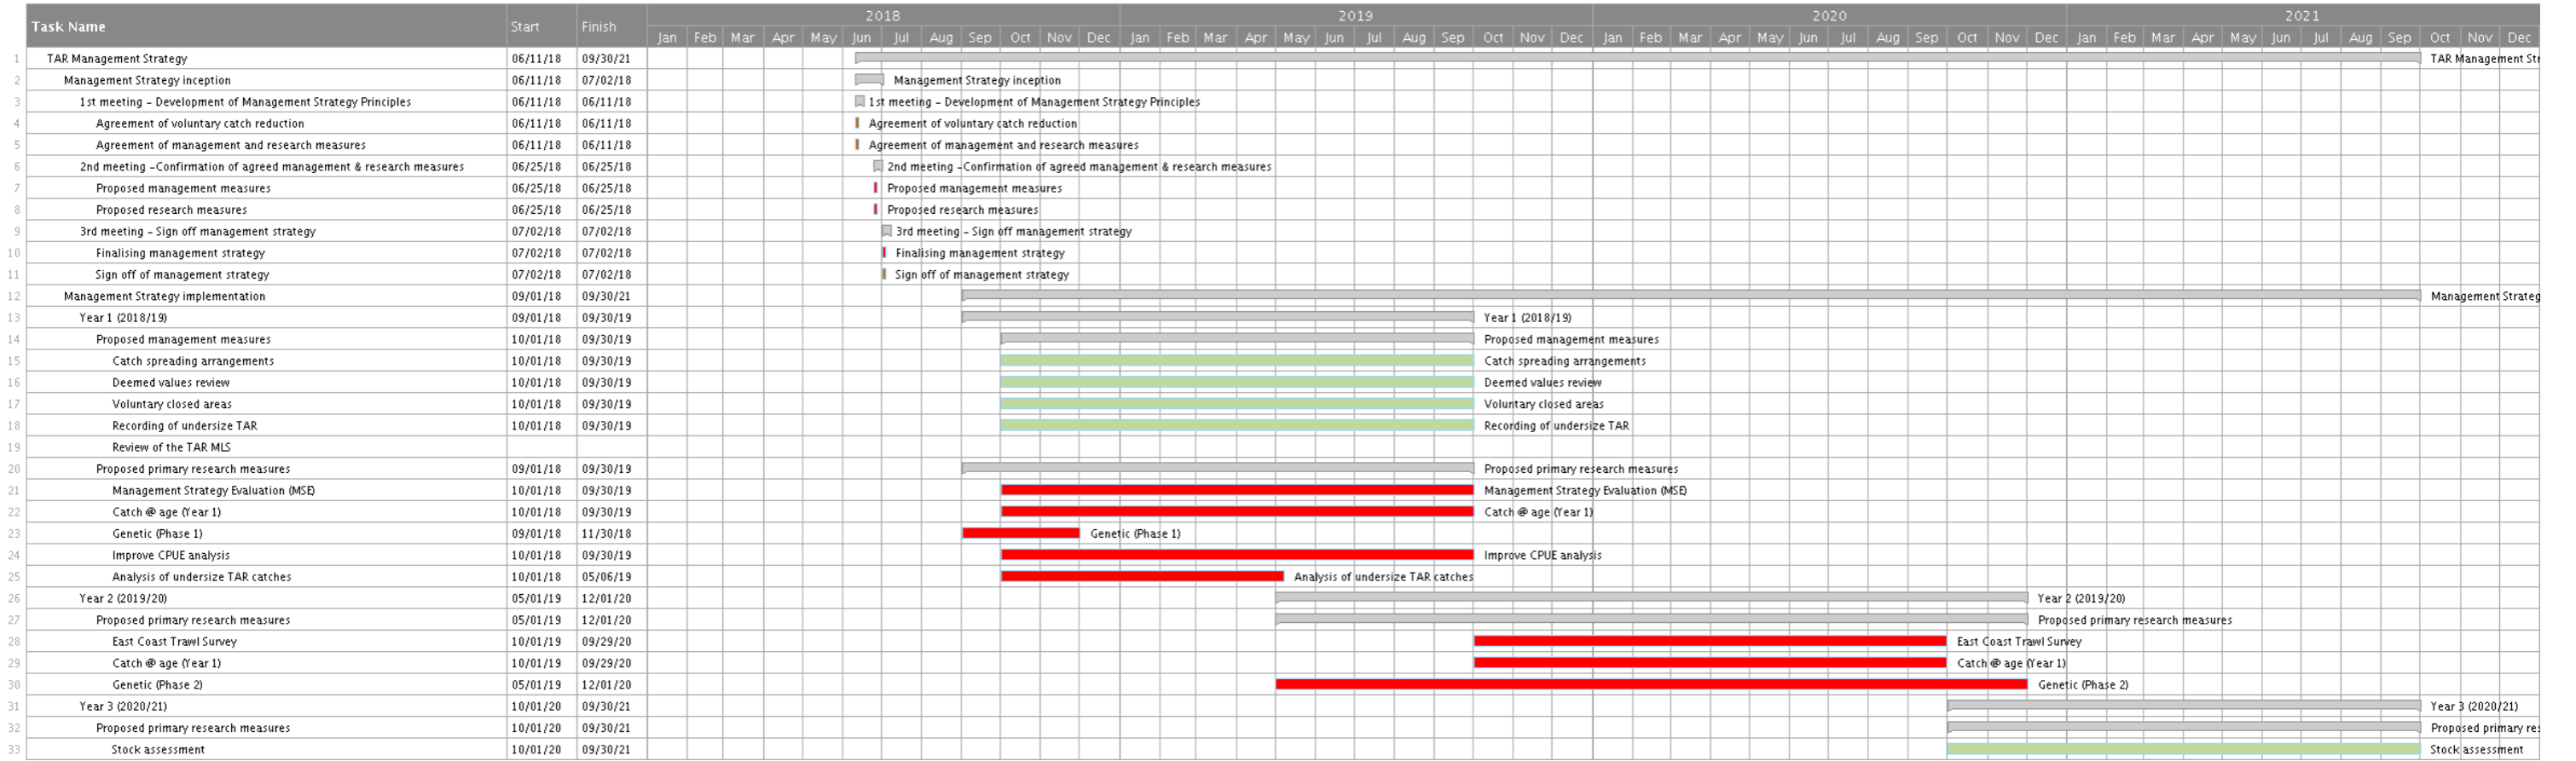 Task Name Start Finish 2018 2019 2020 2021
Jan Feb Mar Apr May Jun Jul Aug Sep Oct Nov Dec Jan Feb Mar Apr May Jun Jul Aug Sep Oct Nov Dec Jan Feb Mar Apr May Jun Jul Aug Sep Oct Nov Dec Jan Feb Mar Apr May Jun Jul Aug Sep Oct Nov Dec
1 TAR Management Strategy 06/11/18 09/30/21 TAR Management Str
2 Management Strategy inception 06/11/18 07/02/18 Management Strategy inception
3 1st meeting - Development of Management Strategy Principles 06/11/18 06/11/18 1st meeting - Development of Management Strategy Principles
4 Agreement of voluntary catch reduction 06/11/18 06/11/18 Agreement of voluntary catch reduction
5 Agreement of management and research measures 06/11/18 06/11/18 Agreement of management and research measures
6 2nd meeting -Confirmation of agreed management & research measures 06/25/18 06/25/18 2nd meeting -Confirmation of agreed management & research measures
7 Proposed management measures 06/25/18 06/25/18 Proposed management measures
8 Proposed research measures 06/25/18 06/25/18 Proposed research measures
9 3rd meeting - Sign off management strategy 07/02/18 07/02/18 3rd meeting - Sign off management strategy
10 Finalising management strategy 07/02/18 07/02/18 Finalising management strategy
11 Sign off of management strategy 07/02/18 07/02/18 Sign off of management strategy
12 Management Strategy implementation 09/01/18 09/30/21 Management Strateg
13 Year 1 (2018/19) 09/01/18 09/30/19 Year 1 (2018/19)
14 Proposed management measures 10/01/18 09/30/19 Proposed management measures
15 Catch spreading arrangements 10/01/18 09/30/19 Catch spreading arrangements
16 Deemed values review 10/01/18 09/30/19 Deemed values review
17 Voluntary closed areas 10/01/18 09/30/19 Voluntary closed areas
18 Recording of undersize TAR 10/01/18 09/30/19 Recording of undersize TAR
19 Review of the TAR MLS
20 Proposed primary research measures 09/01/18 09/30/19 Proposed primary research measures
21 Management Strategy Evaluation (MSE) 10/01/18 09/30/19 Management Strategy Evaluation (MSE)
22 Catch @ age (Year 1) 10/01/18 09/30/19 Catch @ age (Year 1)
23 Genetic (Phase 1) 09/01/18 11/30/18 Genetic (Phase 1)
24 Improve CPUE analysis 10/01/18 09/30/19 Improve CPUE analysis
25 Analysis of undersize TAR catches 10/01/18 05/06/19 Analysis of undersize TAR catches
26 Year 2 (2019/20) 05/01/19 12/01/20 Year 2 (2019/20)
27 Proposed primary research measures 05/01/19 12/01/20 Proposed primary research measures
28 East Coast Trawl Survey 10/01/19 09/29/20 East Coast Trawl Survey
29 Catch @ age (Year 1) 10/01/19 09/29/20 Catch @ age (Year 1)
30 Genetic (Phase 2) 05/01/19 12/01/20 Genetic (Phase 2)
31 Year 3 (2020/21) 10/01/20 09/30/21 Year 3 (2020/21)
32 Proposed primary research measures 10/01/20 09/30/21 Proposed primary res
33 Stock assessment 10/01/20 09/30/21 Stock assessment